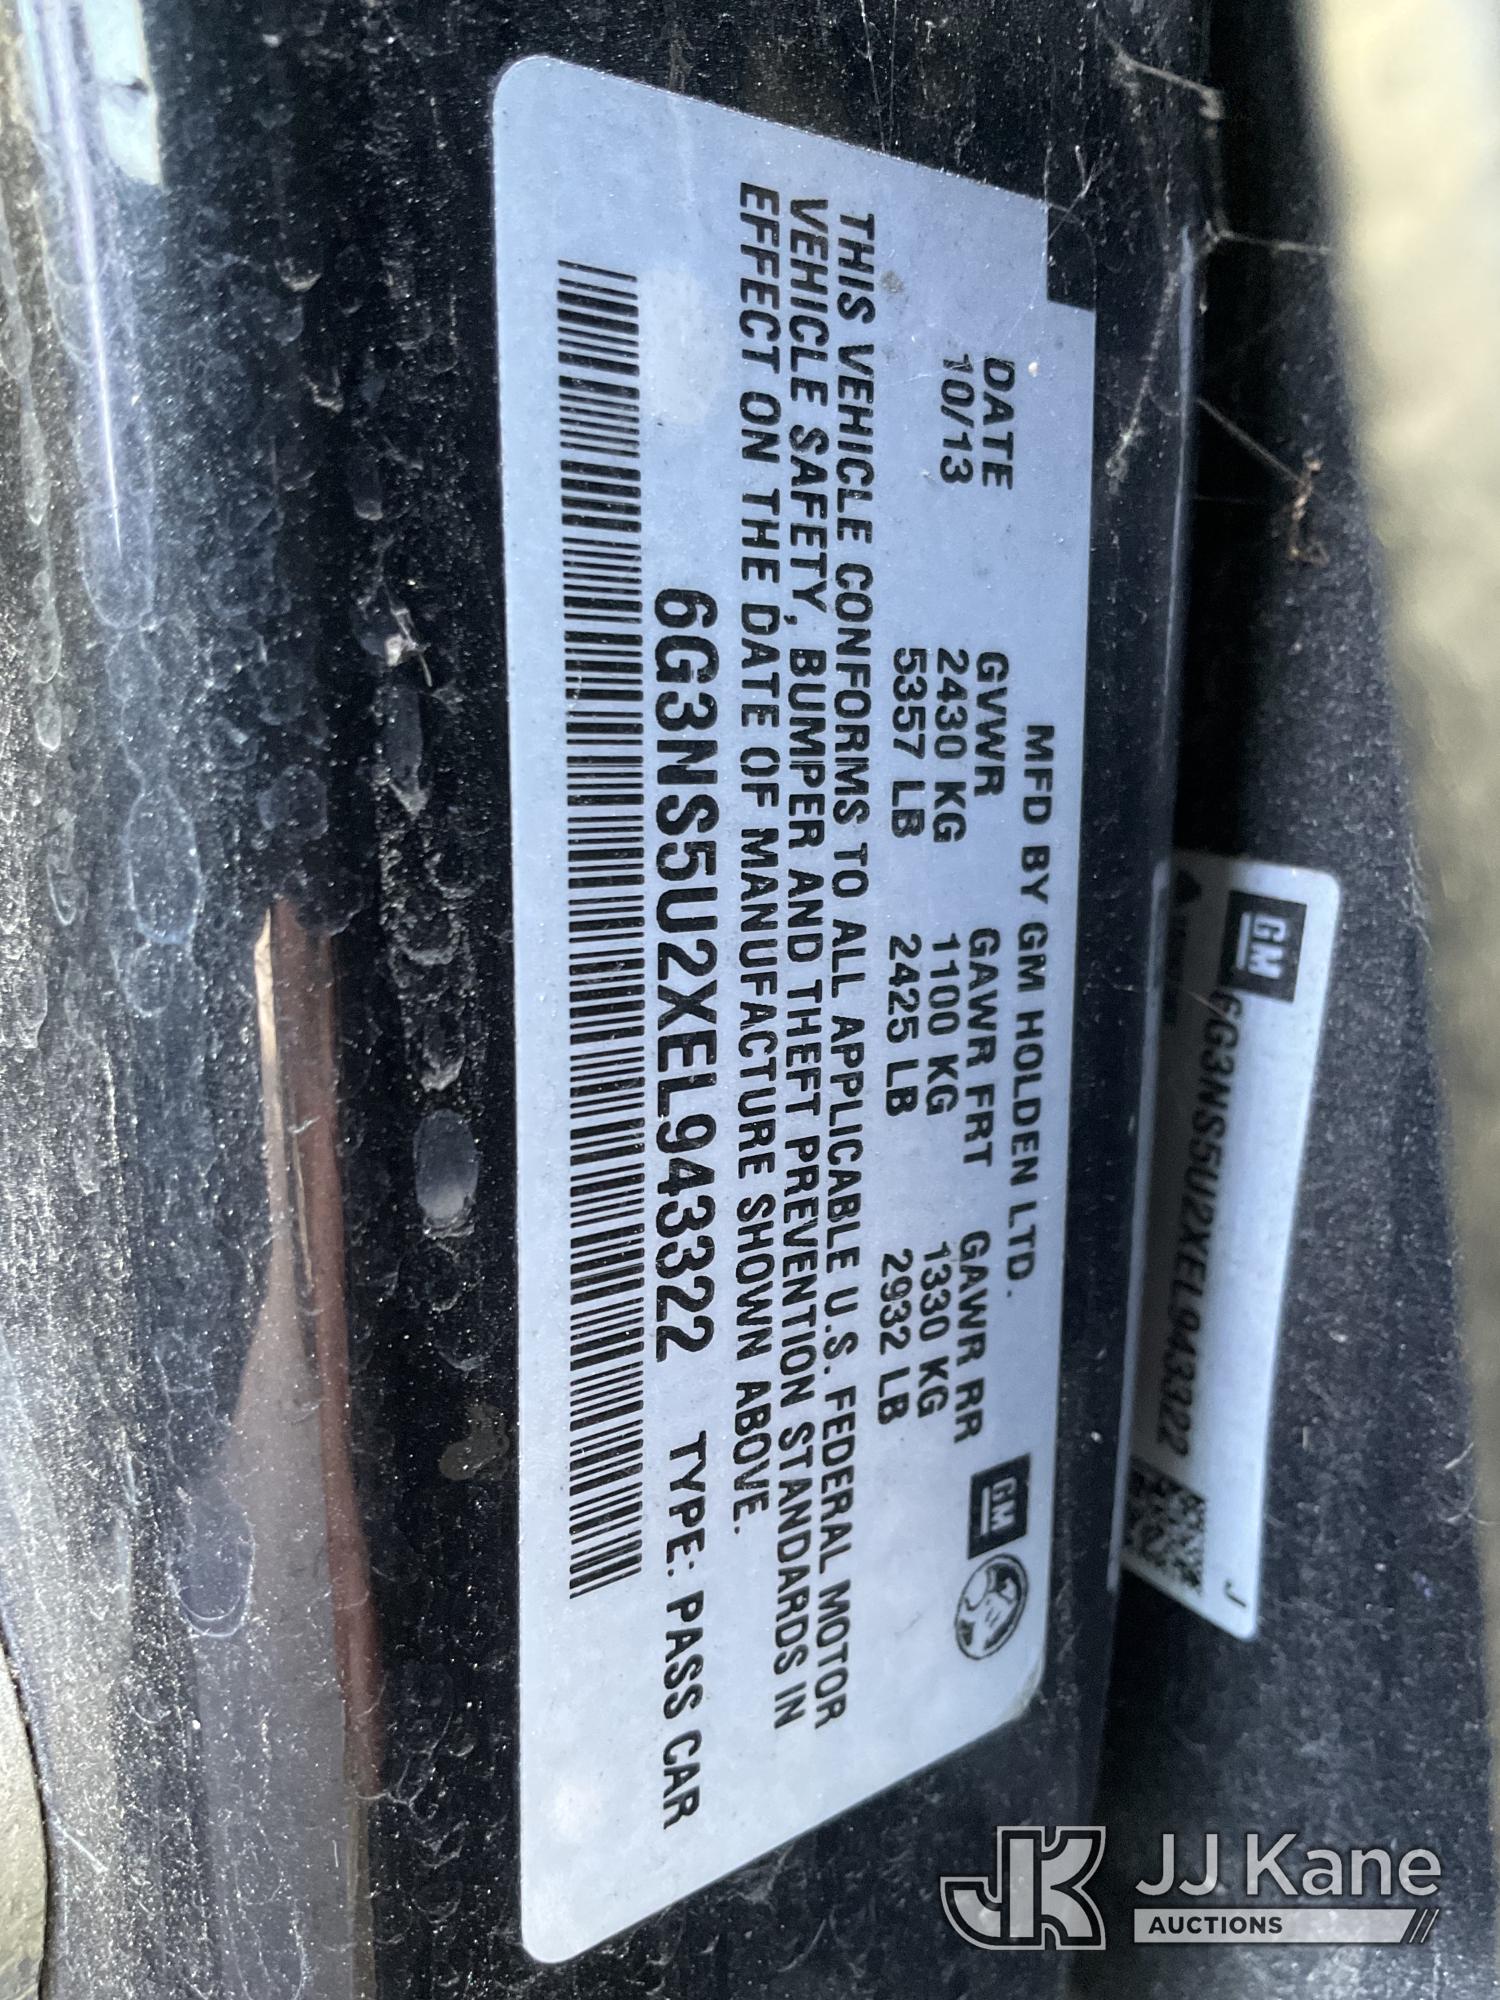 MFD BY GM HOLDEN LTD.
GM
DATE GVWR GAWR FRT GAWR RR
10/13 2430 KG 1100 KG 1330 KG
5357 LB 2425 LB 2932 LB
THIS VEHICLE CONFORMS TO ALL APPLICABLE U.S. FEDERAL MOTOR
VEHICLE SAFETY, BUMPER AND THEFT PREVENTION STANDARDS IN
EFFECT ON THE DATE OF MANUFACTURE SHOWN ABOVE.
6G3NS5U2XEL943322 TYPE: PASS CAR
GM
6G3NS5U2XEL943322
J
JK
JJ Kane
AUCTIONS